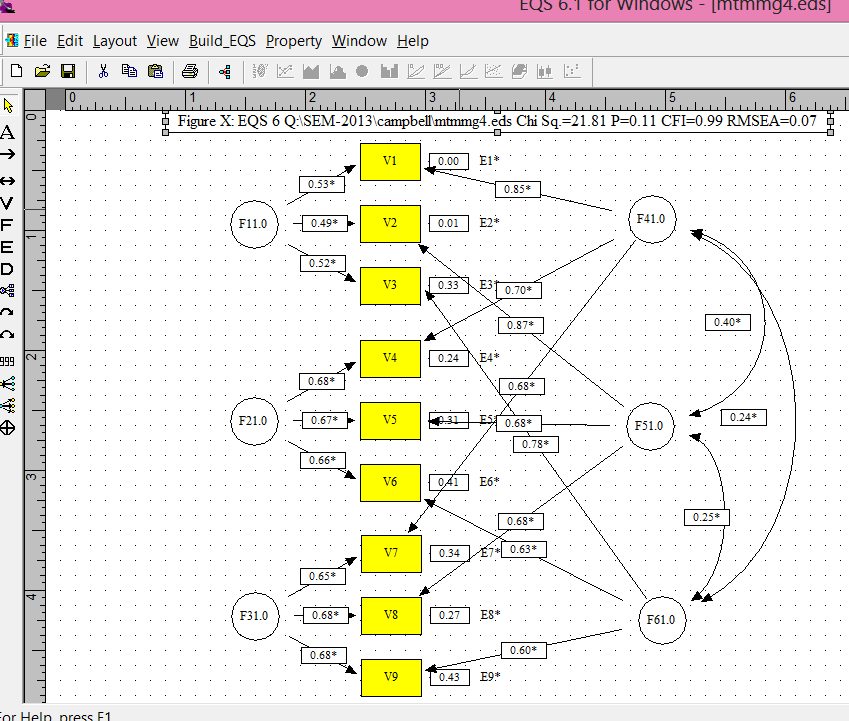 EQS 6.1 for Windows - [mtmmg4.eds]
File Edit Layout View Build_EQS Property Window Help
0 1 2 3 4 5 6
Figure X: EQS 6 Q:\SEM-2013\campbell\mtmmg4.eds Chi Sq.=21.81 P=0.11 CFI=0.99 RMSEA=0.07
A
V
F
E
D
0
1
2
3
4
V1 0.00 E1*
0.53* 0.85*
F11.0 0.49* V2 0.01 E2* F41.0
0.52*
V3 0.33 E3* 0.70*
0.87* 0.40*
V4 0.24 E4*
0.68* 0.68*
F21.0 0.67* V5 0.31 E5* 0.68* F51.0 0.24*
0.78*
0.66*
V6 0.41 E6*
0.68* 0.25*
V7 0.34 E7* 0.63*
0.65*
F31.0 0.68* V8 0.27 E8* F61.0
0.68* 0.60*
V9 0.43 E9*
For Help, press F1